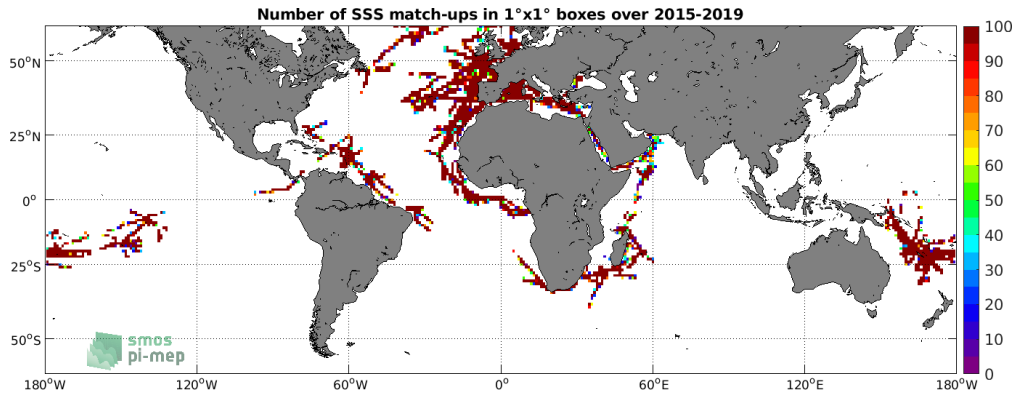 Number of SSS match-ups in 1°x1° boxes over 2015-2019
50°N
25°N
0°
25°S
50°S
180°W
120°W
60°W
0°
60°E
120°E
180°W
100
90
80
70
60
50
40
30
20
10
0
smos
pi-mep